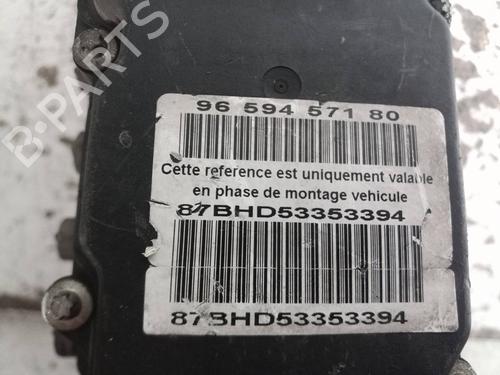 B-PARTS
96 594 571 80
Cette reference est uniquement valable
en phase de montage vehicule
87BHD53353394
87BHD53353394